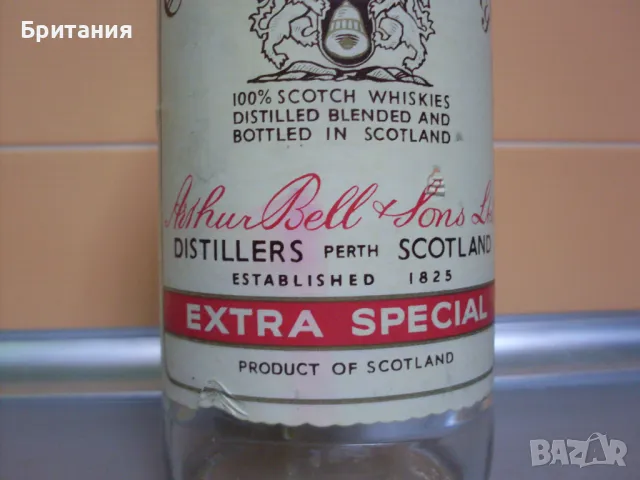 Британия
100% SCOTCH WHISKIES
DISTILLED BLENDED AND
BOTTLED IN SCOTLAND
Arthur Bell & Sons Ltd
DISTILLERS PERTH SCOTLAND
ESTABLISHED 1825
EXTRA SPECIAL
PRODUCT OF SCOTLAND
BAZAR